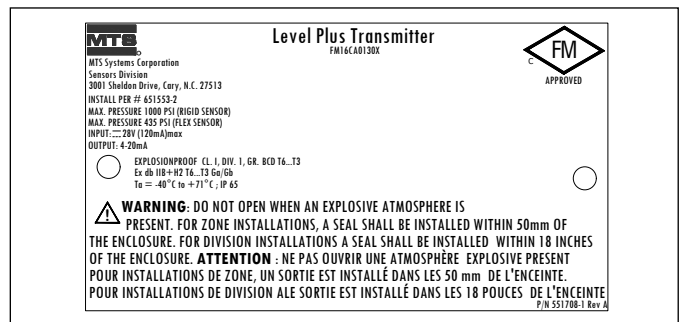 MTS
Level Plus Transmitter
FM16CA0130X
MTS Systems Corporation
Sensors Division
3001 Sheldon Drive, Cary, N.C. 27513
INSTALL PER # 651553-2
MAX. PRESSURE 1000 PSI (RIGID SENSOR)
MAX. PRESSURE 435 PSI (FLEX SENSOR)
INPUT: ⎓ 28V (120mA)max
OUTPUT: 4-20mA
C FM
APPROVED
EXPLOSIONPROOF CL. I, DIV. 1, GR. BCD T6...T3
Ex db IIB+H2 T6...T3 Ga/Gb
Ta = -40°C to +71°C ; IP 65
WARNING: DO NOT OPEN WHEN AN EXPLOSIVE ATMOSPHERE IS
PRESENT. FOR ZONE INSTALLATIONS, A SEAL SHALL BE INSTALLED WITHIN 50mm OF
THE ENCLOSURE. FOR DIVISION INSTALLATIONS A SEAL SHALL BE INSTALLED WITHIN 18 INCHES
OF THE ENCLOSURE. ATTENTION : NE PAS OUVRIR UNE ATMOSPHÈRE EXPLOSIVE PRESENT
POUR INSTALLATIONS DE ZONE, UN SORTIE EST INSTALLÉ DANS LES 50 mm DE L'ENCEINTE.
POUR INSTALLATIONS DE DIVISION ALE SORTIE EST INSTALLÉ DANS LES 18 POUCES DE L'ENCEINTE
P/N 551708-1 Rev A